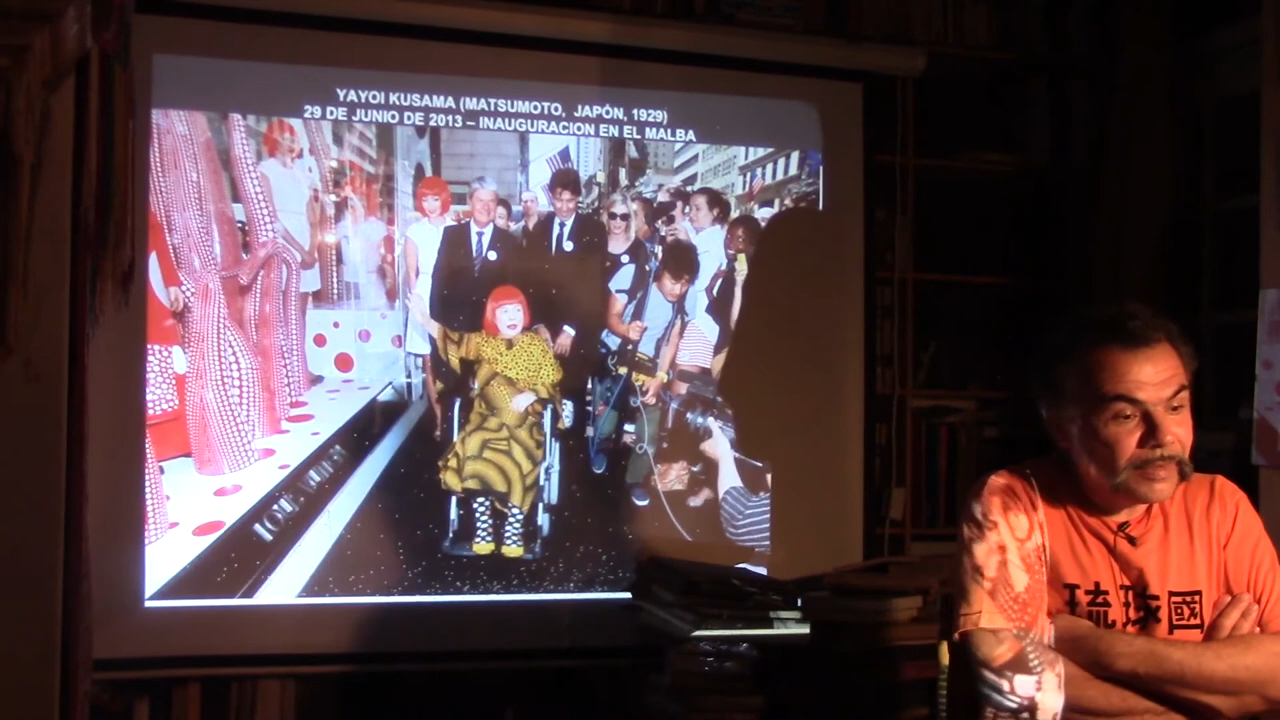 YAYOI KUSAMA (MATSUMOTO, JAPÓN, 1929)
29 DE JUNIO DE 2013 – INAUGURACION EN EL MALBA
琉球國